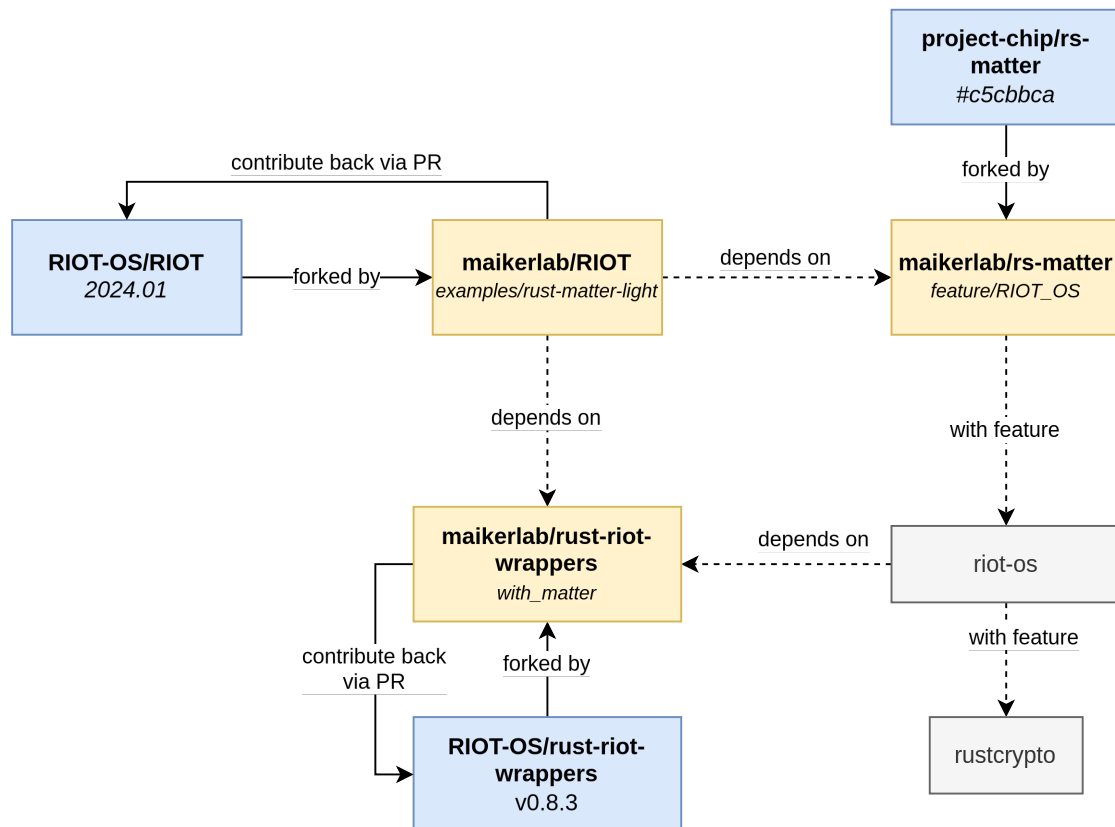 project-chip/rs-
matter
#c5cbbca
contribute back via PR
forked by
RIOT-OS/RIOT
2024.01
forked by
maikerlab/RIOT
examples/rust-matter-light
depends on
maikerlab/rs-matter
feature/RIOT_OS
depends on
with feature
maikerlab/rust-riot-
wrappers
with_matter
depends on
riot-os
contribute back
via PR
forked by
with feature
RIOT-OS/rust-riot-
wrappers
v0.8.3
rustcrypto